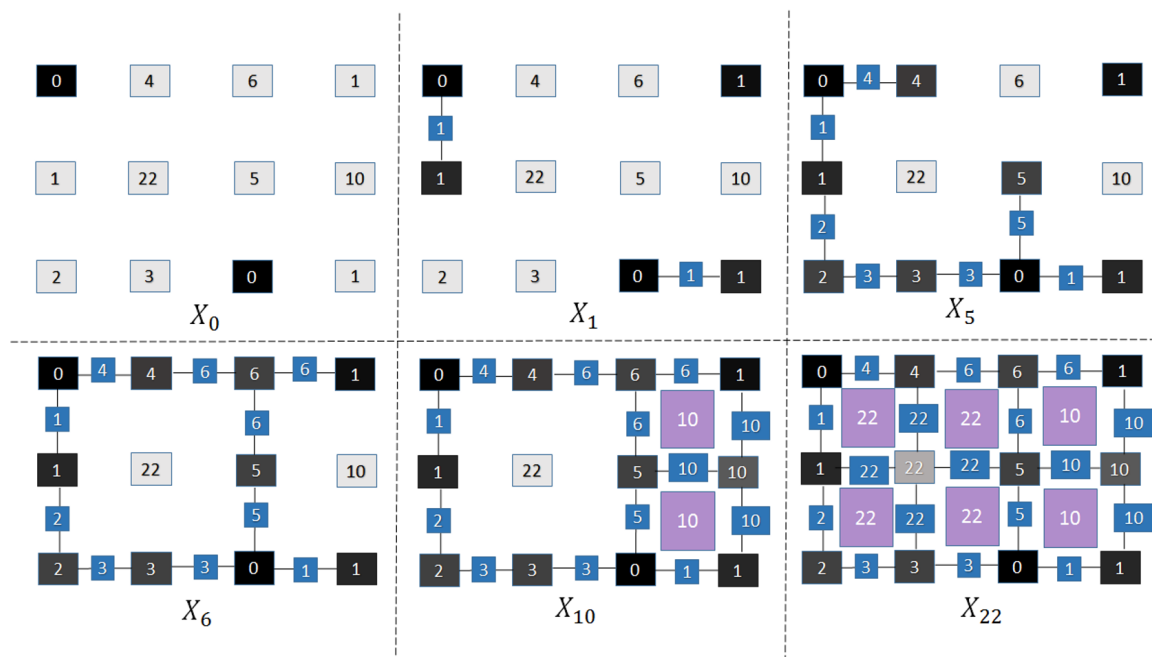 0 4 6 1
1 22 5 10
2 3 0 1
X₀
0 4 6 1
1
1 22 5 10
2 3 0 1 1
X₁
0 4 4 6 1
1
1 22 5 10
2 5
2 3 3 3 0 1 1
X₅
0 4 4 6 6 6 1
1 6
1 22 5 10
2 5
2 3 3 3 0 1 1
X₆
0 4 4 6 6 6 1
1 6 10 10
1 22 5 10 10
2 5 10 10
2 3 3 3 0 1 1
X₁₀
0 4 4 6 6 6 1
1 22 22 22 6 10 10
1 22 22 22 5 10 10
2 22 22 22 5 10 10
2 3 3 3 0 1 1
X₂₂